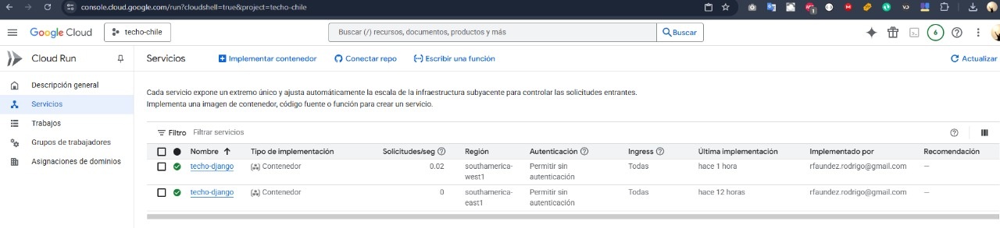 console.cloud.google.com/run?cloudshell=true&project=techo-chile
Google Cloud
techo-chile
Buscar (/) recursos, documentos, productos y más
Buscar
6
Cloud Run
Servicios
Implementar contenedor
Conectar repo
Escribir una función
Actualizar
Descripción general
Servicios
Trabajos
Grupos de trabajadores
Asignaciones de dominios
Cada servicio expone un extremo único y ajusta automáticamente la escala de la infraestructura subyacente para controlar las solicitudes entrantes.
Implementa una imagen de contenedor, código fuente o función para crear un servicio.
Filtro Filtrar servicios
Nombre Tipo de implementación Solicitudes/seg Región Autenticación Ingress Última implementación Implementado por Recomendación
techo-django Contenedor 0.02 southamerica- Permitir sin Todas hace 1 hora rfaundez.rodrigo@gmail.com —
west1 autenticación
techo-django Contenedor 0 southamerica- Permitir sin Todas hace 12 horas rfaundez.rodrigo@gmail.com —
east1 autenticación